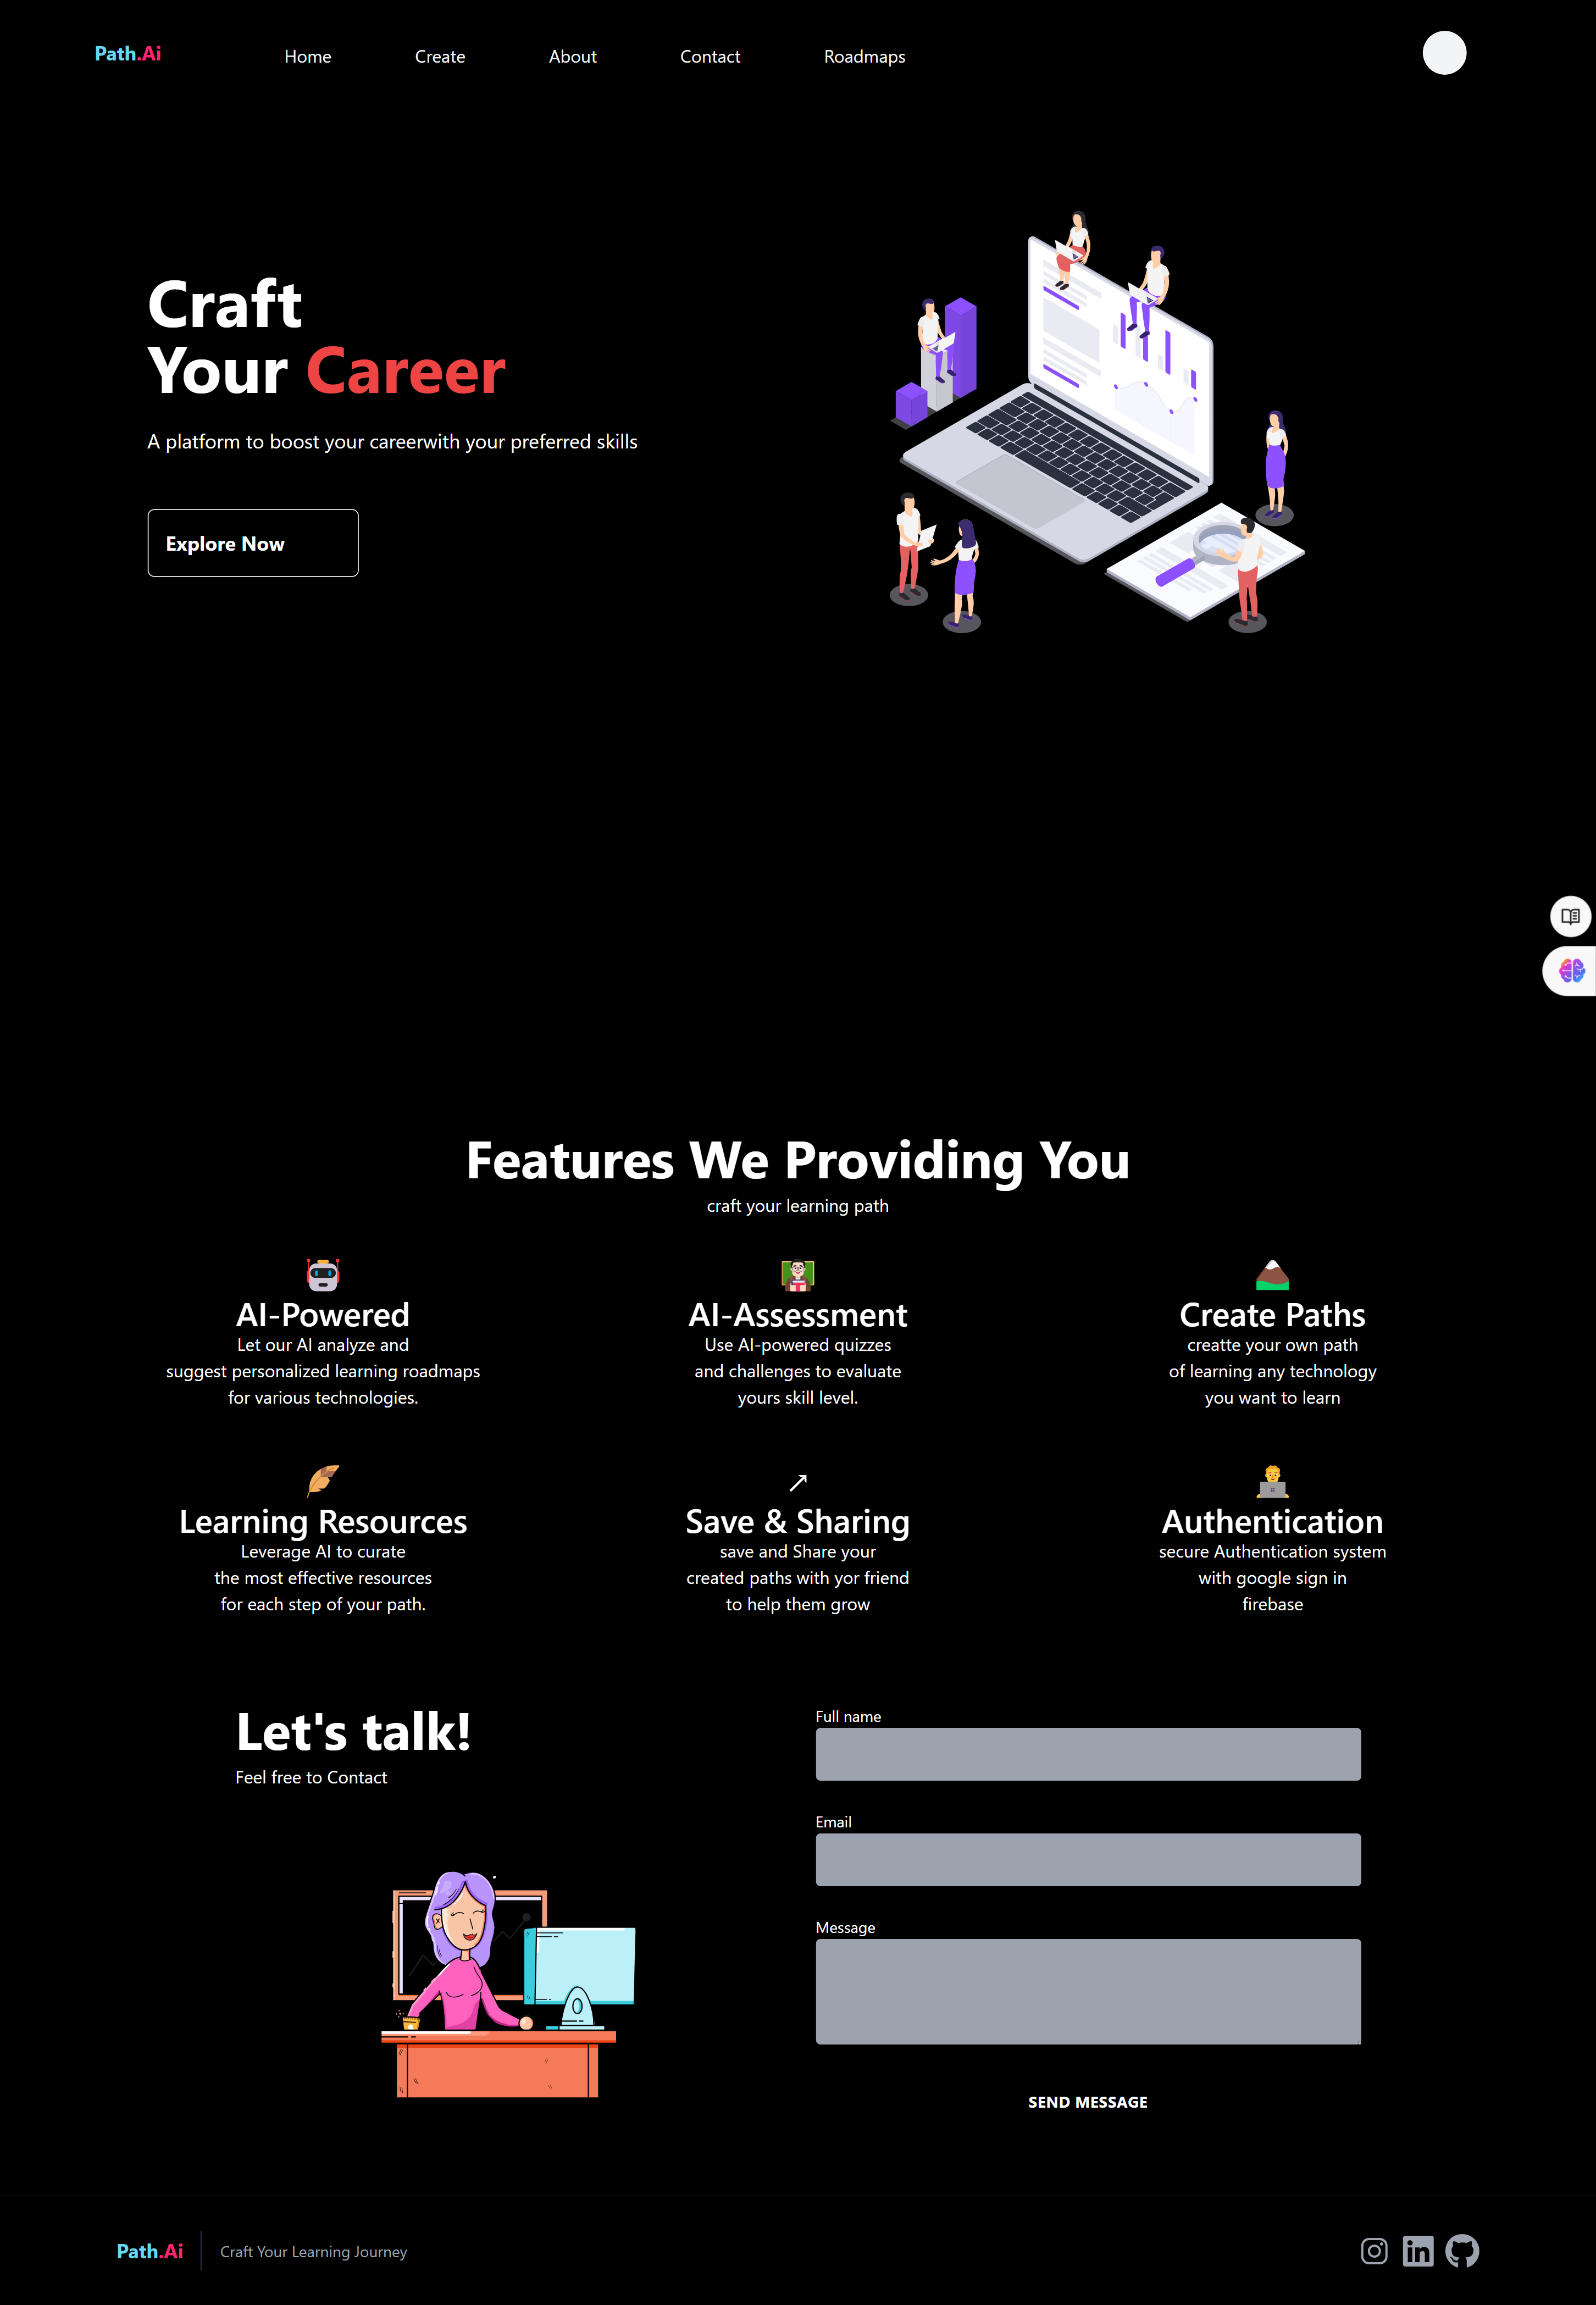 Path.Ai
Home
Create
About
Contact
Roadmaps
Craft
Your Career
A platform to boost your careerwith your preferred skills
Explore Now
Features We Providing You
craft your learning path
AI-Powered
Let our AI analyze and
suggest personalized learning roadmaps
for various technologies.
AI-Assessment
Use AI-powered quizzes
and challenges to evaluate
yours skill level.
Create Paths
creatte your own path
of learning any technology
you want to learn
Learning Resources
Leverage AI to curate
the most effective resources
for each step of your path.
Save & Sharing
save and Share your
created paths with yor friend
to help them grow
Authentication
secure Authentication system
with google sign in
firebase
Let's talk!
Feel free to Contact
Full name
Email
Message
SEND MESSAGE
Path.Ai
Craft Your Learning Journey